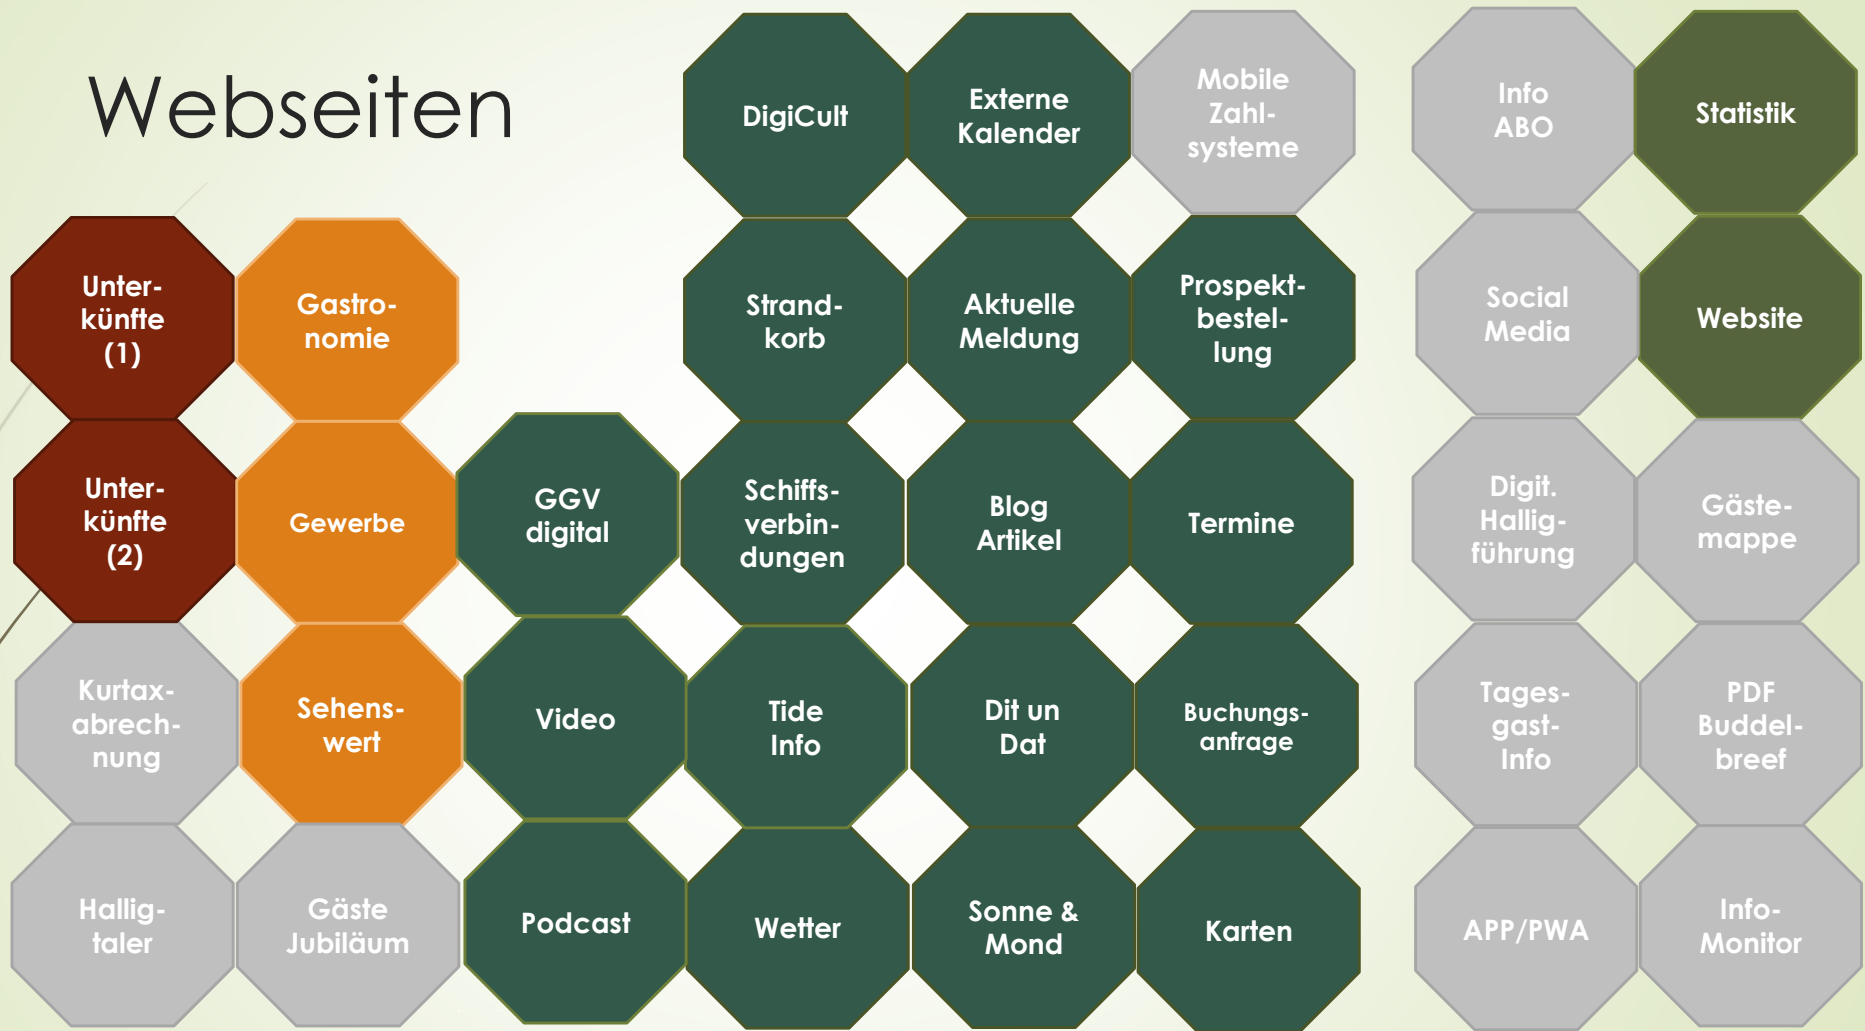 Webseiten
DigiCult
Externe
Kalender
Mobile
Zahl-
systeme
Info
ABO
Statistik
Unter-
künfte
(1)
Gastro-
nomie
Strand-
korb
Aktuelle
Meldung
Prospekt-
bestel-
lung
Social
Media
Website
Unter-
künfte
(2)
Gewerbe
GGV
digital
Schiffs-
verbin-
dungen
Blog
Artikel
Termine
Digit.
Hallig-
führung
Gäste-
mappe
Kurtax-
abrech-
nung
Sehens-
wert
Video
Tide
Info
Dit un
Dat
Buchungs-
anfrage
Tages-
gast-
Info
PDF
Buddel-
breef
Hallig-
taler
Gäste
Jubiläum
Podcast
Wetter
Sonne &
Mond
Karten
APP/PWA
Info-
Monitor